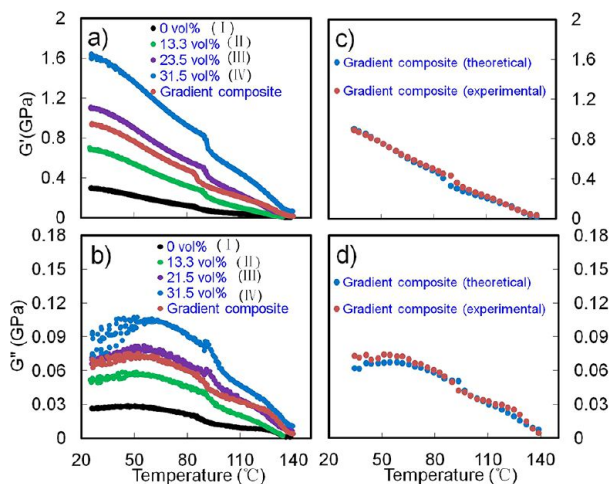 a)
0 vol% (Ⅰ)
13.3 vol% (Ⅱ)
23.5 vol% (Ⅲ)
31.5 vol% (Ⅳ)
Gradient composite
G'(GPa)
2
1.6
1.2
0.8
0.4
0
c)
Gradient composite (theoretical)
Gradient composite (experimental)
2
1.6
1.2
0.8
0.4
0
b)
0 vol% (Ⅰ)
13.3 vol% (Ⅱ)
21.5 vol% (Ⅲ)
31.5 vol% (Ⅳ)
Gradient composite
G" (GPa)
0.18
0.15
0.12
0.09
0.06
0.03
0
20 50 80 110 140
Temperature (℃)
d)
Gradient composite (theoretical)
Gradient composite (experimental)
0.18
0.15
0.12
0.09
0.06
0.03
0
20 50 80 110 140
Temperature (℃)